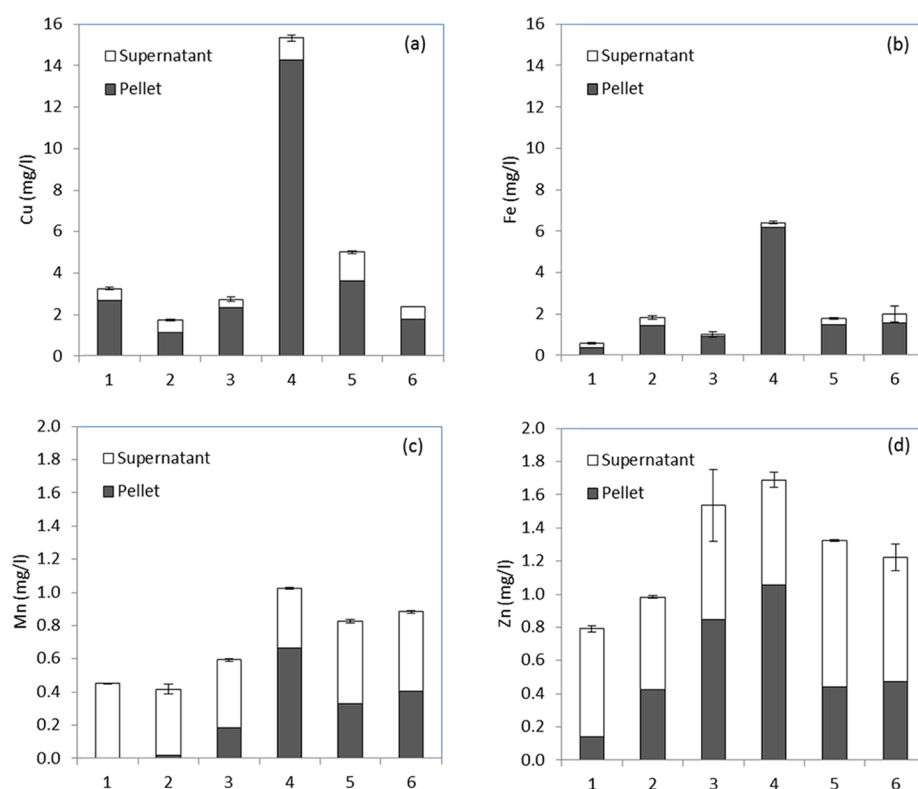 (a)
Supernatant
Pellet
Cu (mg/l)
16
14
12
10
8
6
4
2
0
1 2 3 4 5 6
(b)
Supernatant
Pellet
Fe (mg/l)
16
14
12
10
8
6
4
2
0
1 2 3 4 5 6
(c)
Supernatant
Pellet
Mn (mg/l)
2.0
1.8
1.6
1.4
1.2
1.0
0.8
0.6
0.4
0.2
0.0
1 2 3 4 5 6
(d)
Supernatant
Pellet
Zn (mg/l)
2.0
1.8
1.6
1.4
1.2
1.0
0.8
0.6
0.4
0.2
0.0
1 2 3 4 5 6